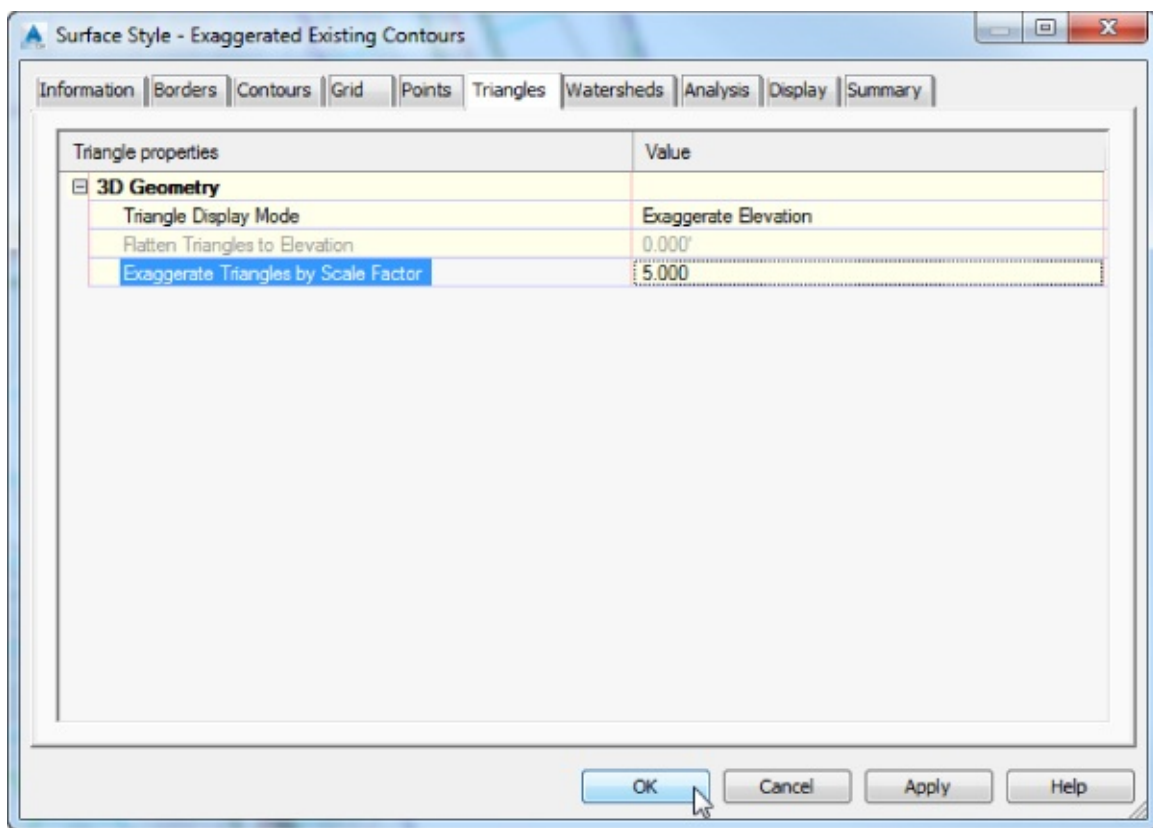 Surface Style - Exaggerated Existing Contours
Information Borders Contours Grid Points Triangles Watersheds Analysis Display Summary
Triangle properties Value
3D Geometry
Triangle Display Mode Exaggerate Elevation
Flatten Triangles to Elevation 0.000'
Exaggerate Triangles by Scale Factor 5.000
OK Cancel Apply Help